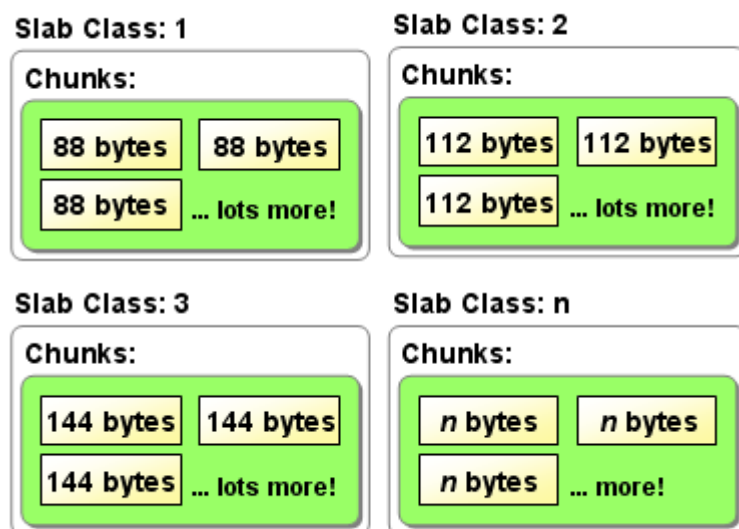 Slab Class: 1
Chunks:
88 bytes
88 bytes
88 bytes
... lots more!
Slab Class: 2
Chunks:
112 bytes
112 bytes
112 bytes
... lots more!
Slab Class: 3
Chunks:
144 bytes
144 bytes
144 bytes
... lots more!
Slab Class: n
Chunks:
n bytes
n bytes
n bytes
... more!